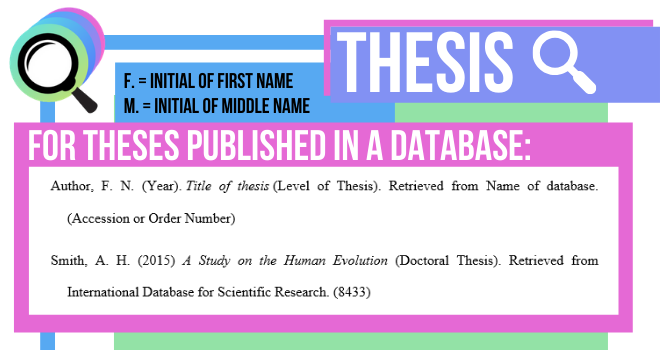 THESIS
F. = INITIAL OF FIRST NAME
M. = INITIAL OF MIDDLE NAME
FOR THESES PUBLISHED IN A DATABASE:
Author, F. N. (Year). Title of thesis (Level of Thesis). Retrieved from Name of database.
(Accession or Order Number)
Smith, A. H. (2015) A Study on the Human Evolution (Doctoral Thesis). Retrieved from
International Database for Scientific Research. (8433)